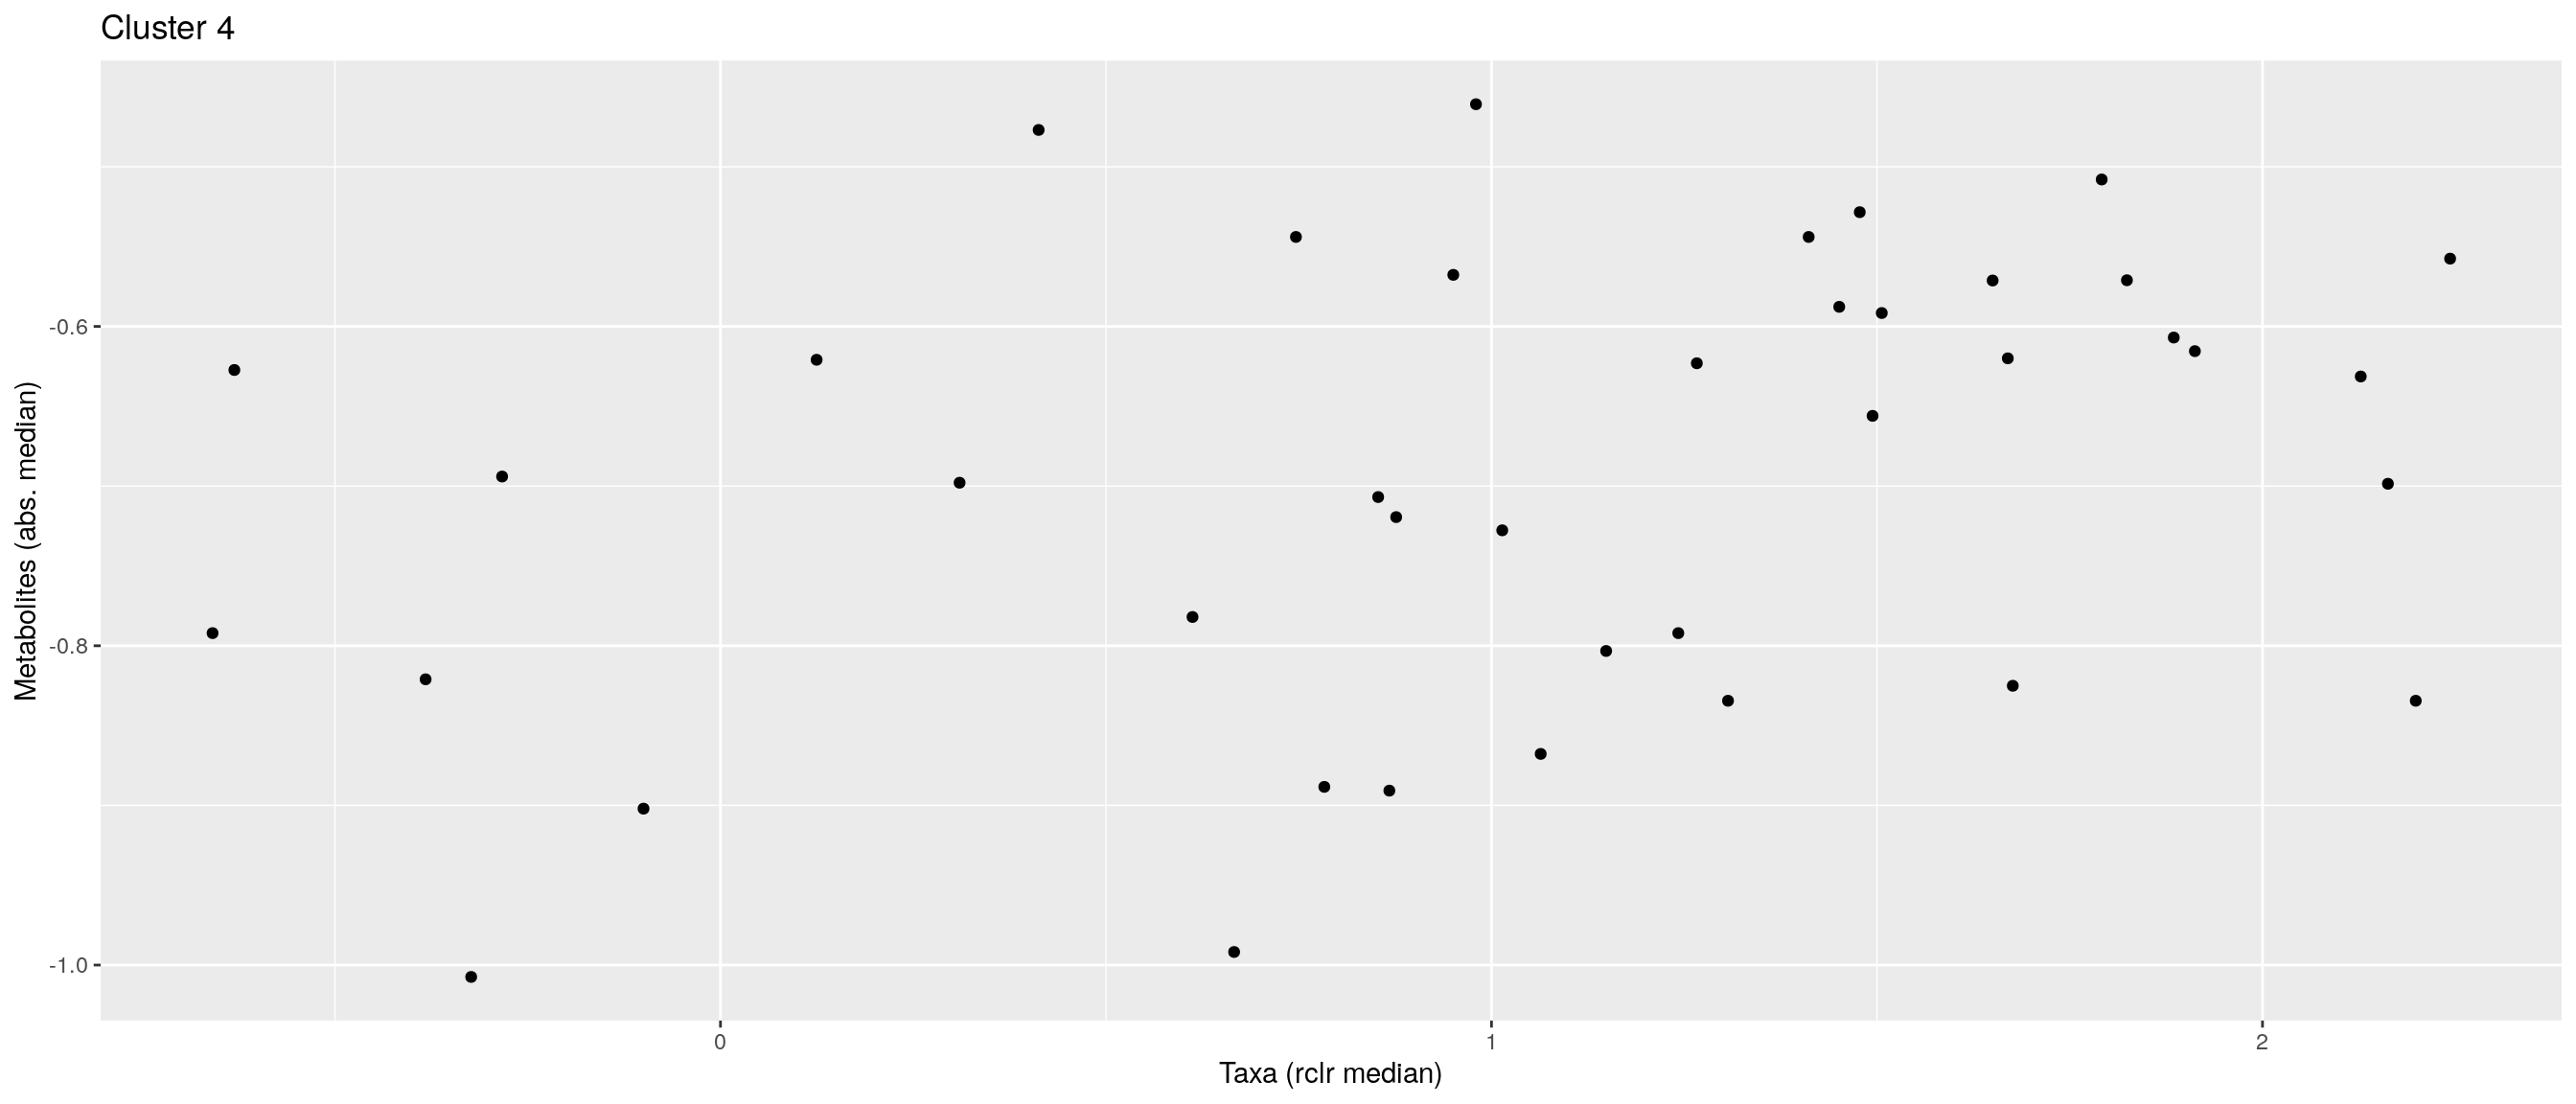 Cluster 4
Metabolites (abs. median)
-0.6
-0.8
-1.0
0 1 2
Taxa (rclr median)